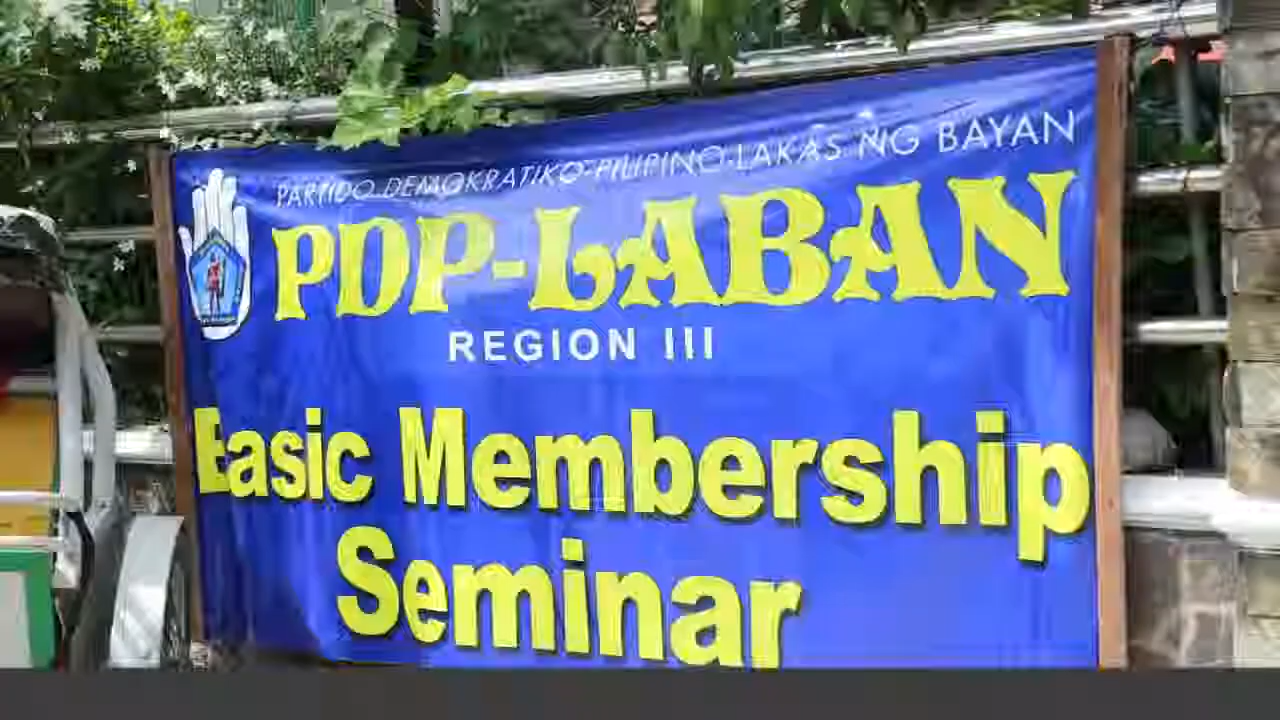 PARTIDO DEMOKRATIKO-PILIPINO-LAKAS NG BAYAN
PDP-LABAN
REGION III
Basic Membership
Seminar